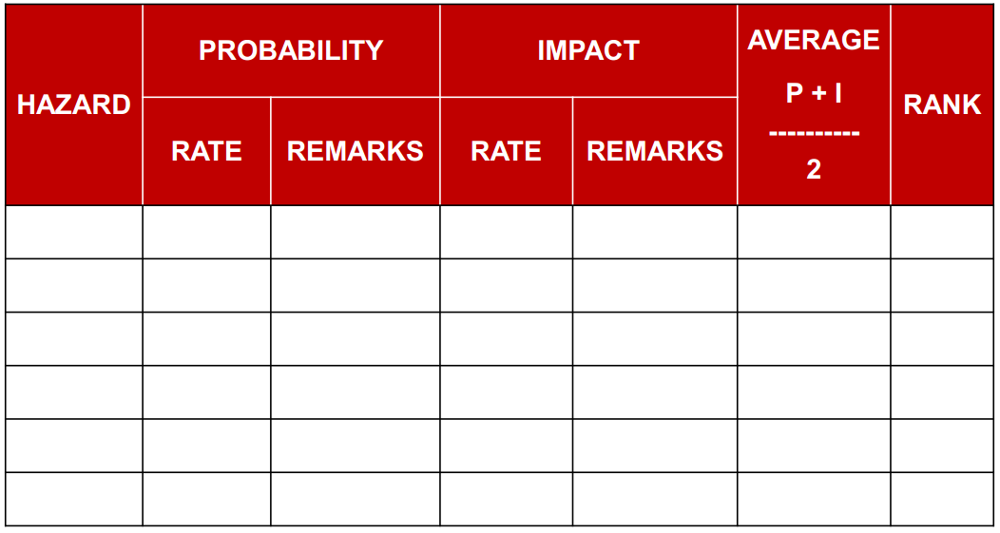 HAZARD
PROBABILITY
IMPACT
AVERAGE
P + I
----------
2
RANK
RATE
REMARKS
RATE
REMARKS